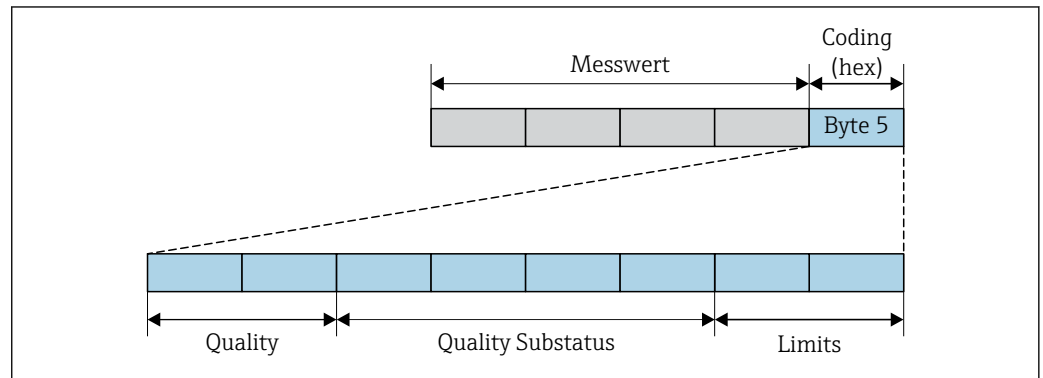 Coding
Messwert
(hex)
Byte 5
Quality
Quality Substatus
Limits